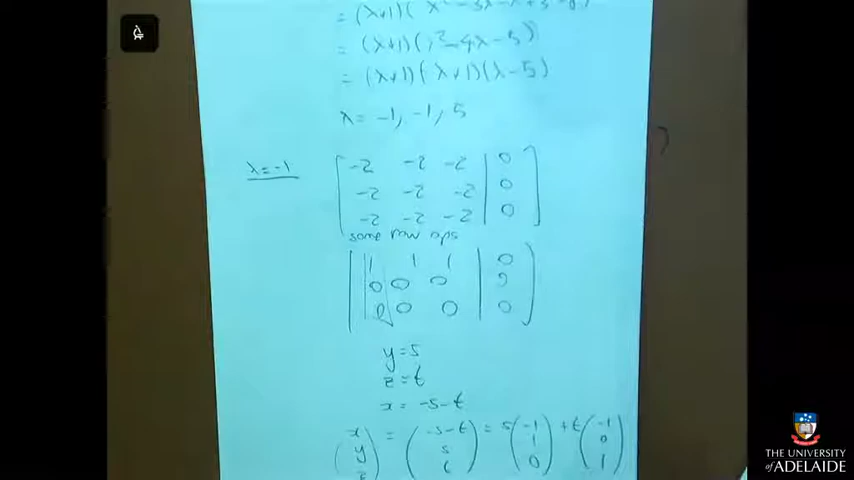 = (λ+1)(
= (λ+1)(λ² -4λ-5)
= (λ+1)(λ+1)(λ-5)
λ = -1, -1, 5
λ = -1
-2 -2 -2 | 0
-2 -2 -2 | 0
-2 -2 -2 | 0
some row ops
1 1 1 | 0
0 0 0 | 0
0 0 0 | 0
y = s
z = t
x = -s-t
(x y z) = (-s-t s t) = s(-1 1 0) + t(-1 0 1)
THE UNIVERSITY
of ADELAIDE